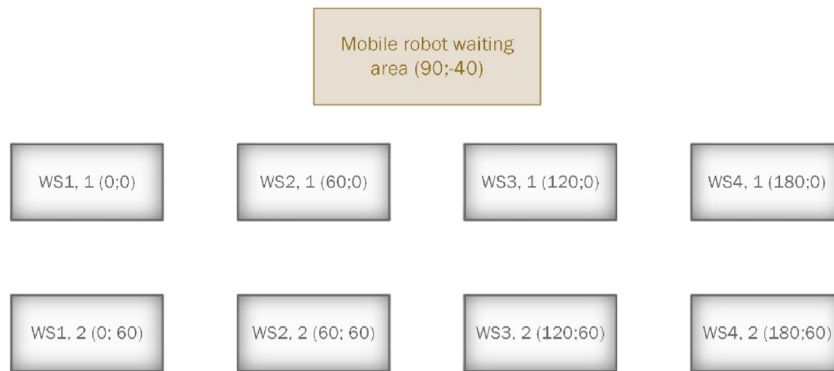 Mobile robot waiting
area (90;-40)
WS1, 1 (0;0)
WS2, 1 (60;0)
WS3, 1 (120;0)
WS4, 1 (180;0)
WS1, 2 (0; 60)
WS2, 2 (60; 60)
WS3, 2 (120;60)
WS4, 2 (180;60)